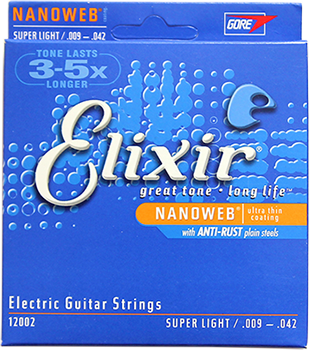 NANOWEB®
GORE
SUPER LIGHT / .009 - .042
TONE LASTS
3-5x
LONGER
Elixir®
great tone • long life™
NANOWEB® ultra thin
coating
with ANTI-RUST plain steels
Electric Guitar Strings
12002 SUPER LIGHT / .009 - .042